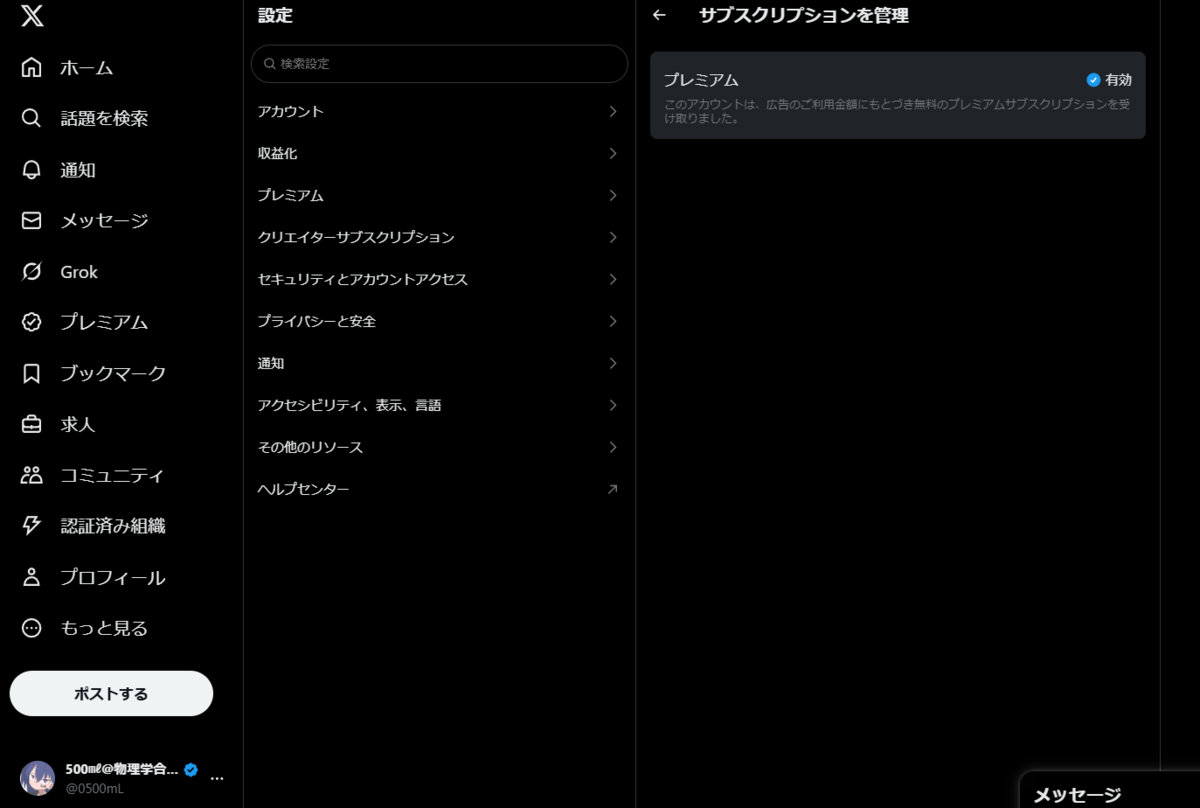 ホーム
話題を検索
通知
メッセージ
Grok
プレミアム
ブックマーク
求人
コミュニティ
認証済み組織
プロフィール
もっと見る
ポストする
500㎖@物理学合...
@0500mL
設定
検索設定
アカウント
収益化
プレミアム
クリエイターサブスクリプション
セキュリティとアカウントアクセス
プライバシーと安全
通知
アクセシビリティ、表示、言語
その他のリソース
ヘルプセンター
サブスクリプションを管理
プレミアム 有効
このアカウントは、広告のご利用金額にもとづき無料のプレミアムサブスクリプションを受
け取りました。
メッセージ